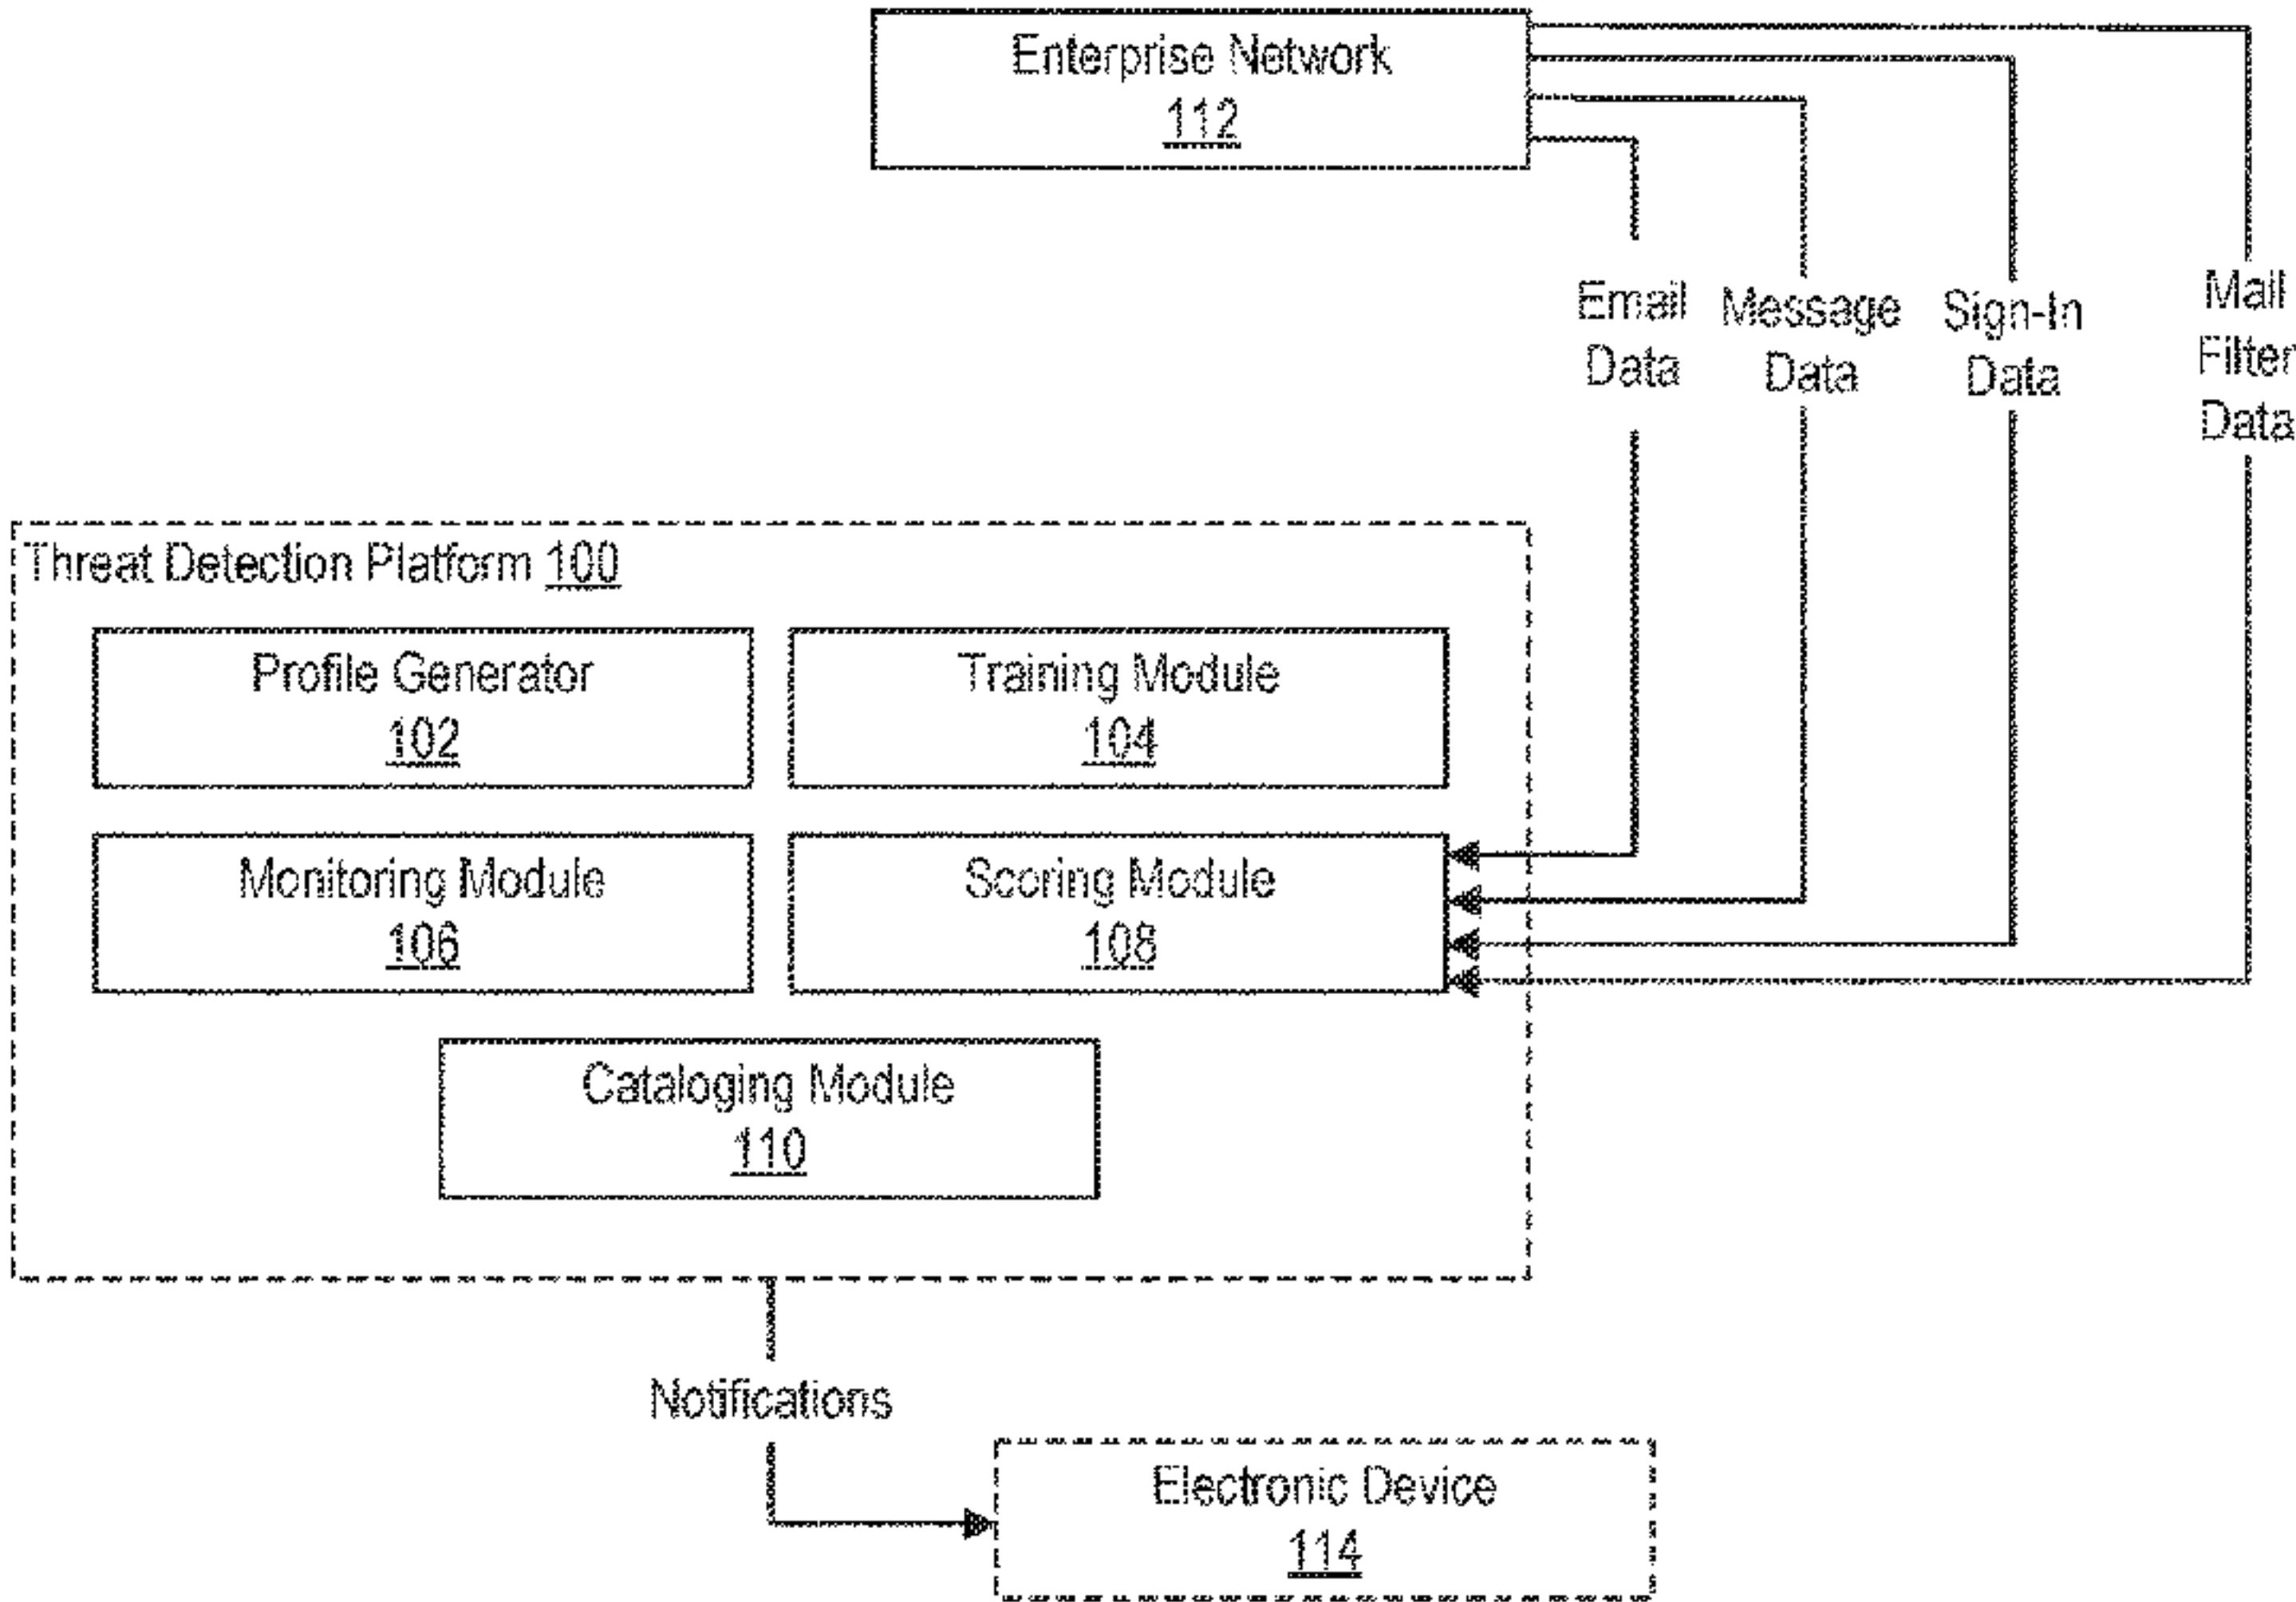 Enterprise Network
112
Email
Data
Message
Data
Sign-In
Data
Mail
Filter
Data
Threat Detection Platform 100
Profile Generator
102
Training Module
104
Monitoring Module
106
Scoring Module
108
Cataloging Module
110
Notifications
Electronic Device
114